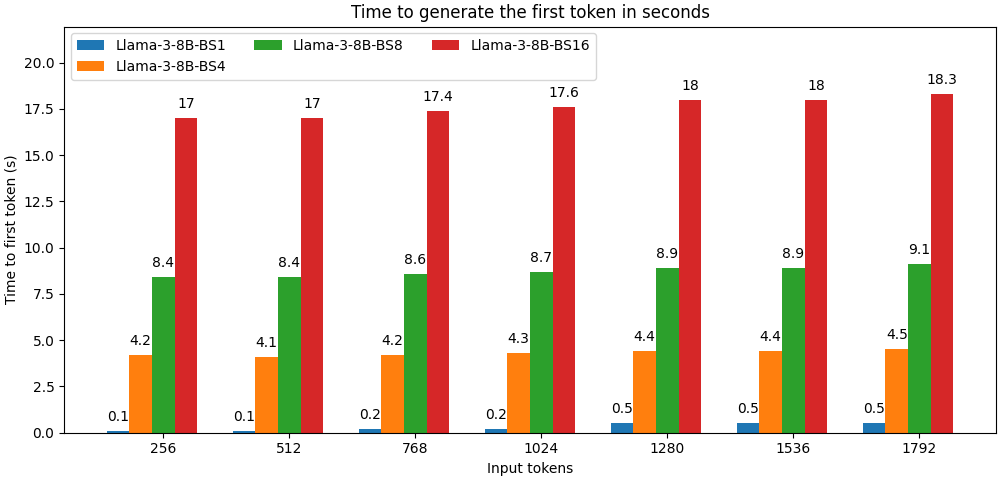 Time to generate the first token in seconds
Llama-3-8B-BS1
Llama-3-8B-BS4
Llama-3-8B-BS8
Llama-3-8B-BS16
Time to first token (s)
20.0
17.5
15.0
12.5
10.0
7.5
5.0
2.5
0.0
0.1 4.2 8.4 17
0.1 4.1 8.4 17
0.2 4.2 8.6 17.4
0.2 4.3 8.7 17.6
0.5 4.4 8.9 18
0.5 4.4 8.9 18
0.5 4.5 9.1 18.3
256 512 768 1024 1280 1536 1792
Input tokens